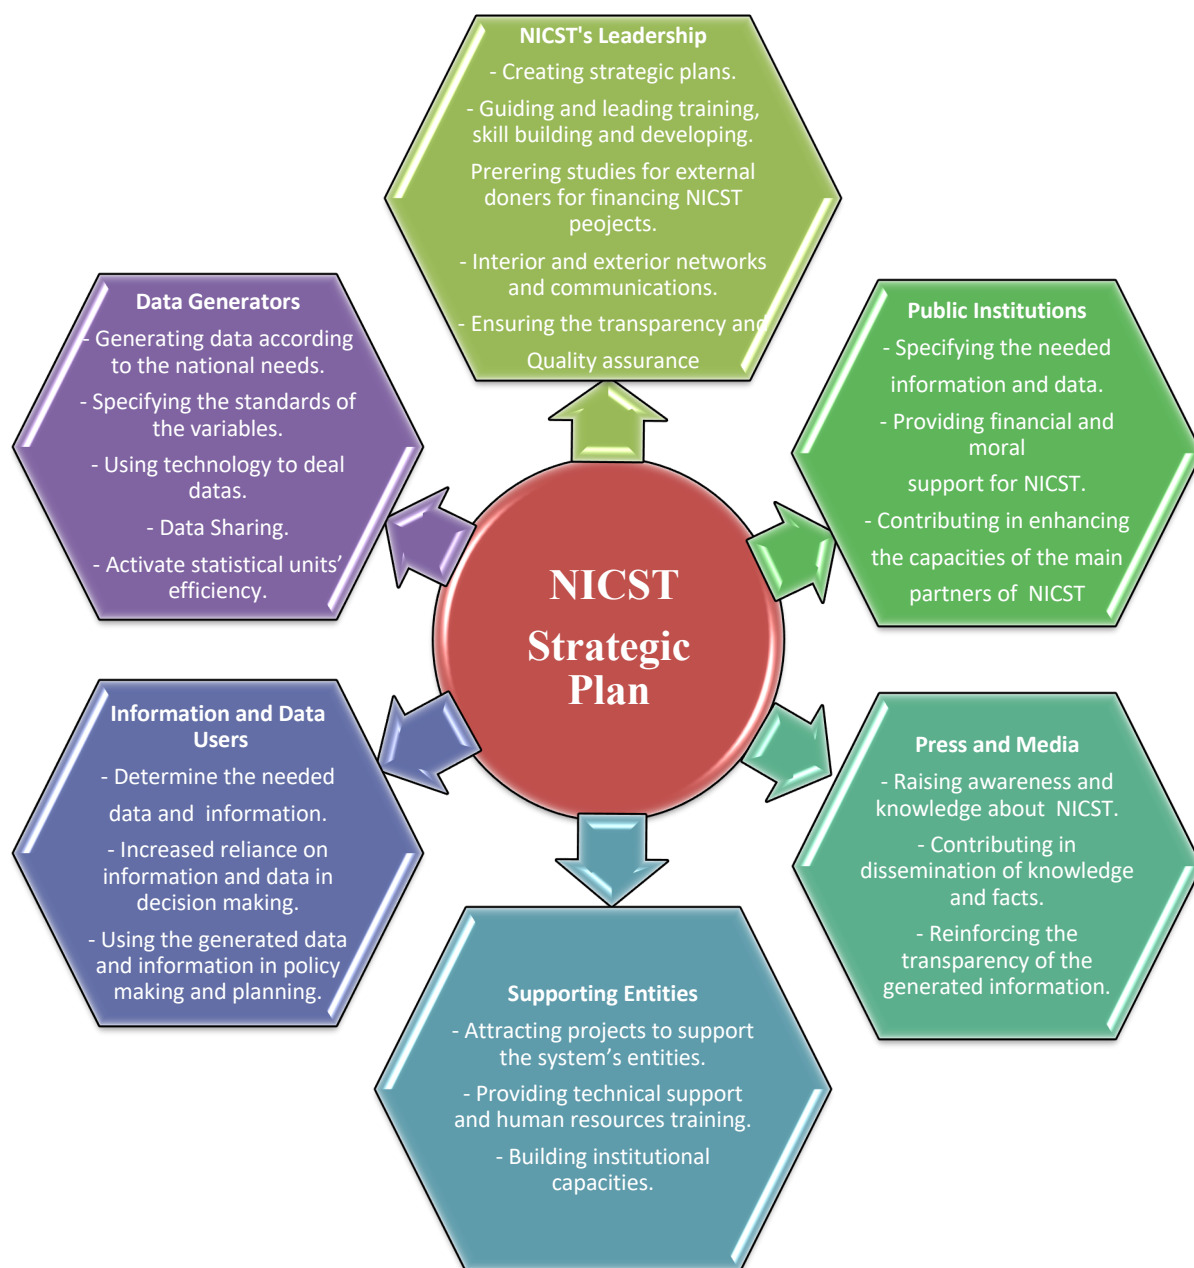 NICST's Leadership
- Creating strategic plans.
- Guiding and leading training,
skill building and developing.
Prerering studies for external
doners for financing NICST
peojects.
- Interior and exterior networks
and communications.
- Ensuring the transparency and
Quality assurance
Data Generators
- Generating data according
to the national needs.
- Specifying the standards of
the variables.
- Using technology to deal
datas.
- Data Sharing.
- Activate statistical units’
efficiency.
Public Institutions
- Specifying the needed
information and data.
- Providing financial and
moral
support for NICST.
- Contributing in enhancing
the capacities of the main
partners of NICST
NICST
Strategic
Plan
Information and Data
Users
- Determine the needed
data and information.
- Increased reliance on
information and data in
decision making.
- Using the generated data
and information in policy
making and planning.
Press and Media
- Raising awareness and
knowledge about NICST.
- Contributing in
dissemination of knowledge
and facts.
- Reinforcing the
transparency of the
generated information.
Supporting Entities
- Attracting projects to support
the system’s entities.
- Providing technical support
and human resources training.
- Building institutional
capacities.